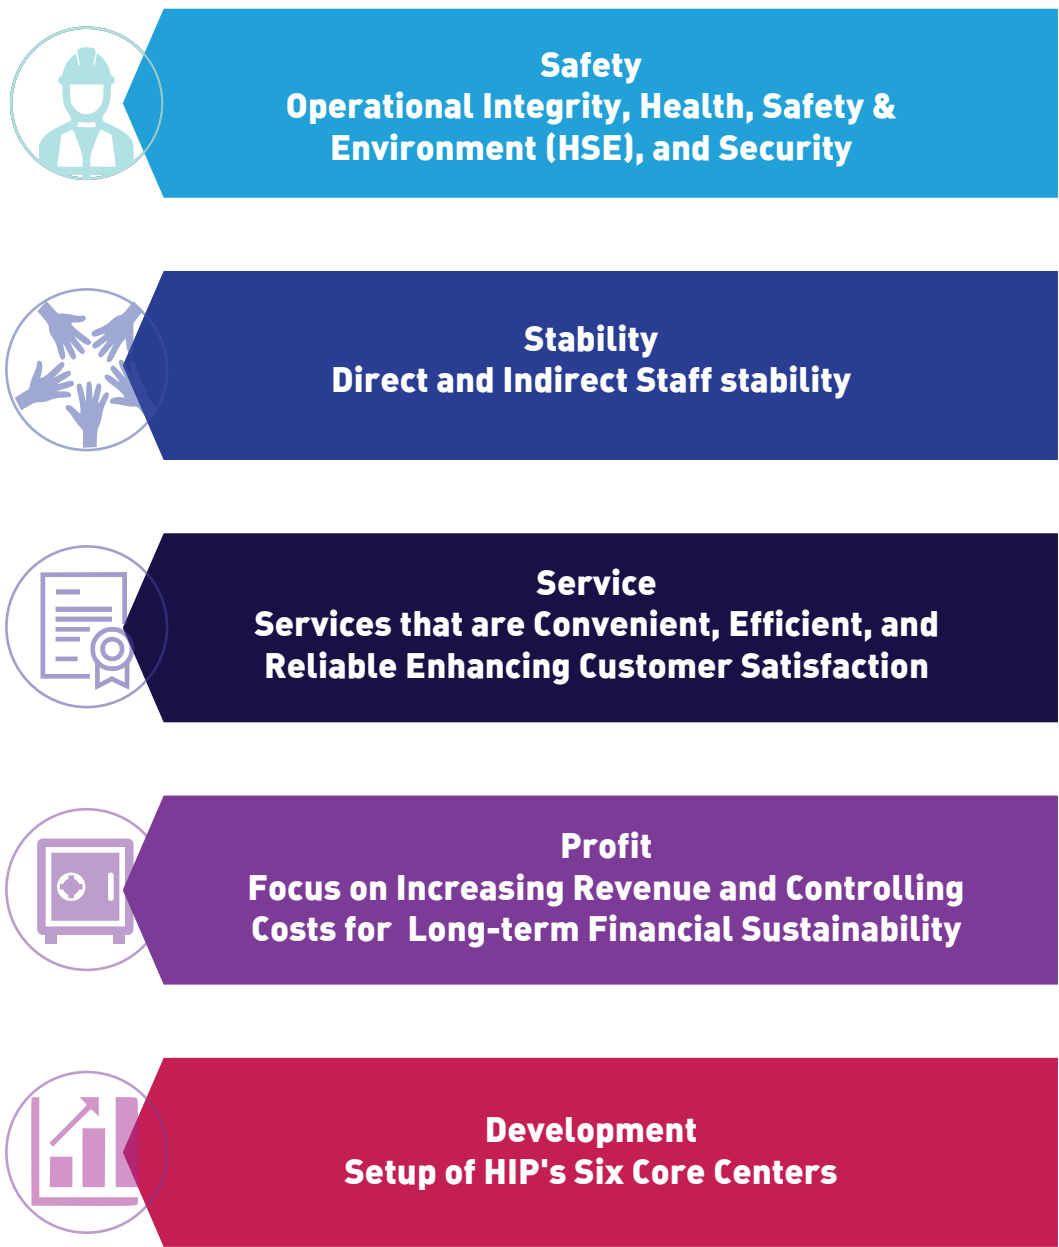 Safety
Operational Integrity, Health, Safety &
Environment (HSE), and Security
Stability
Direct and Indirect Staff stability
Service
Services that are Convenient, Efficient, and
Reliable Enhancing Customer Satisfaction
Profit
Focus on Increasing Revenue and Controlling
Costs for  Long-term Financial Sustainability
Development
Setup of HIP's Six Core Centers